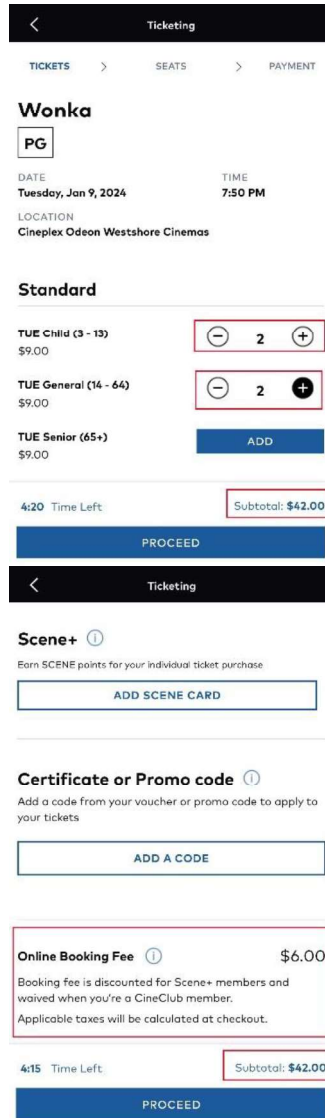 Ticketing
TICKETS > SEATS > PAYMENT
Wonka
PG
DATE TIME
Tuesday, Jan 9, 2024 7:50 PM
LOCATION
Cineplex Odeon Westshore Cinemas
Standard
TUE Child (3 - 13)
$9.00
2
TUE General (14 - 64)
$9.00
2
TUE Senior (65+)
$9.00
ADD
4:20 Time Left Subtotal: $42.00
PROCEED
Ticketing
Scene+
Earn SCENE points for your individual ticket purchase
ADD SCENE CARD
Certificate or Promo code
Add a code from your voucher or promo code to apply to
your tickets
ADD A CODE
Online Booking Fee $6.00
Booking fee is discounted for Scene+ members and
waived when you're a CineClub member.
Applicable taxes will be calculated at checkout.
4:15 Time Left Subtotal: $42.00
PROCEED